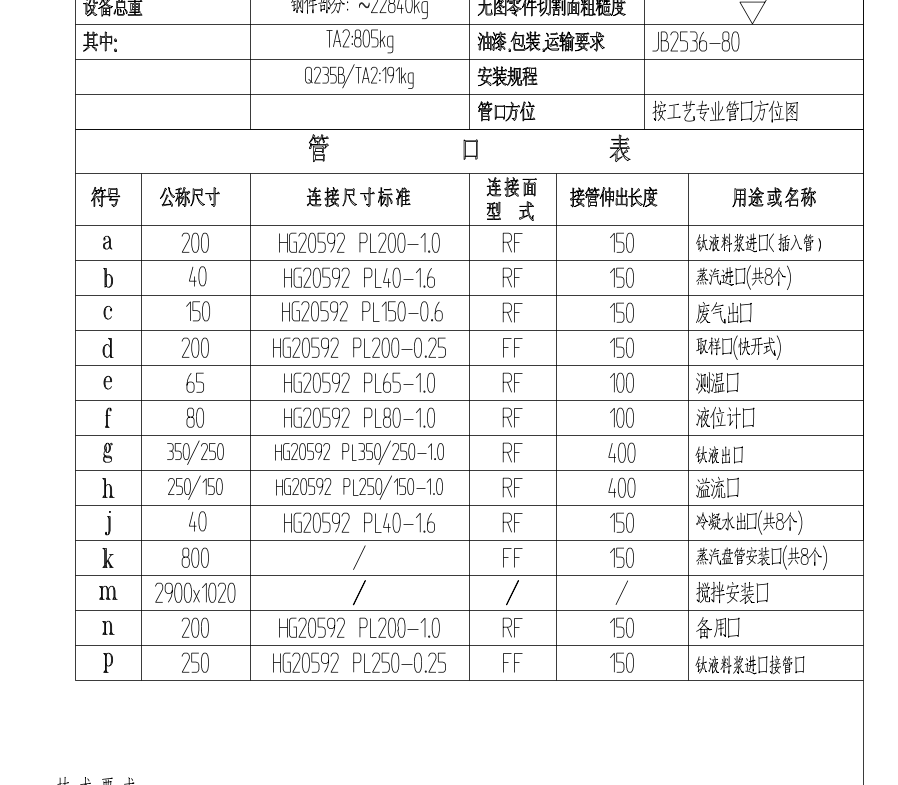 设备总重 钢件部分: ~22840kg 无图零件切割面粗糙度
其中: TA2:805kg 油漆.包装.运输要求 JB2536-80
Q235B/TA2:191kg 安装规程
管口方位 按工艺专业管口方位图
管 口 表
符号 公称尺寸 连接尺寸标准 连接面型 式 接管伸出长度 用途或名称
a 200 HG20592 PL200-1.0 RF 150 钛液料浆进口(插入管)
b 40 HG20592 PL40-1.6 RF 150 蒸汽进口(共8个)
c 150 HG20592 PL150-0.6 RF 150 废气出口
d 200 HG20592 PL200-0.25 FF 150 取样口(快开式)
e 65 HG20592 PL65-1.0 RF 100 测温口
f 80 HG20592 PL80-1.0 RF 100 液位计口
g 350/250 HG20592 PL350/250-1.0 RF 400 钛液出口
h 250/150 HG20592 PL250/150-1.0 RF 400 溢流口
j 40 HG20592 PL40-1.6 RF 150 冷凝水出口(共8个)
k 800 / FF 150 蒸汽盘管安装口(共8个)
m 2900x1020 / / / 搅拌安装口
n 200 HG20592 PL200-1.0 RF 150 备用口
p 250 HG20592 PL250-0.25 FF 150 钛液料浆进口接管口
技术要求